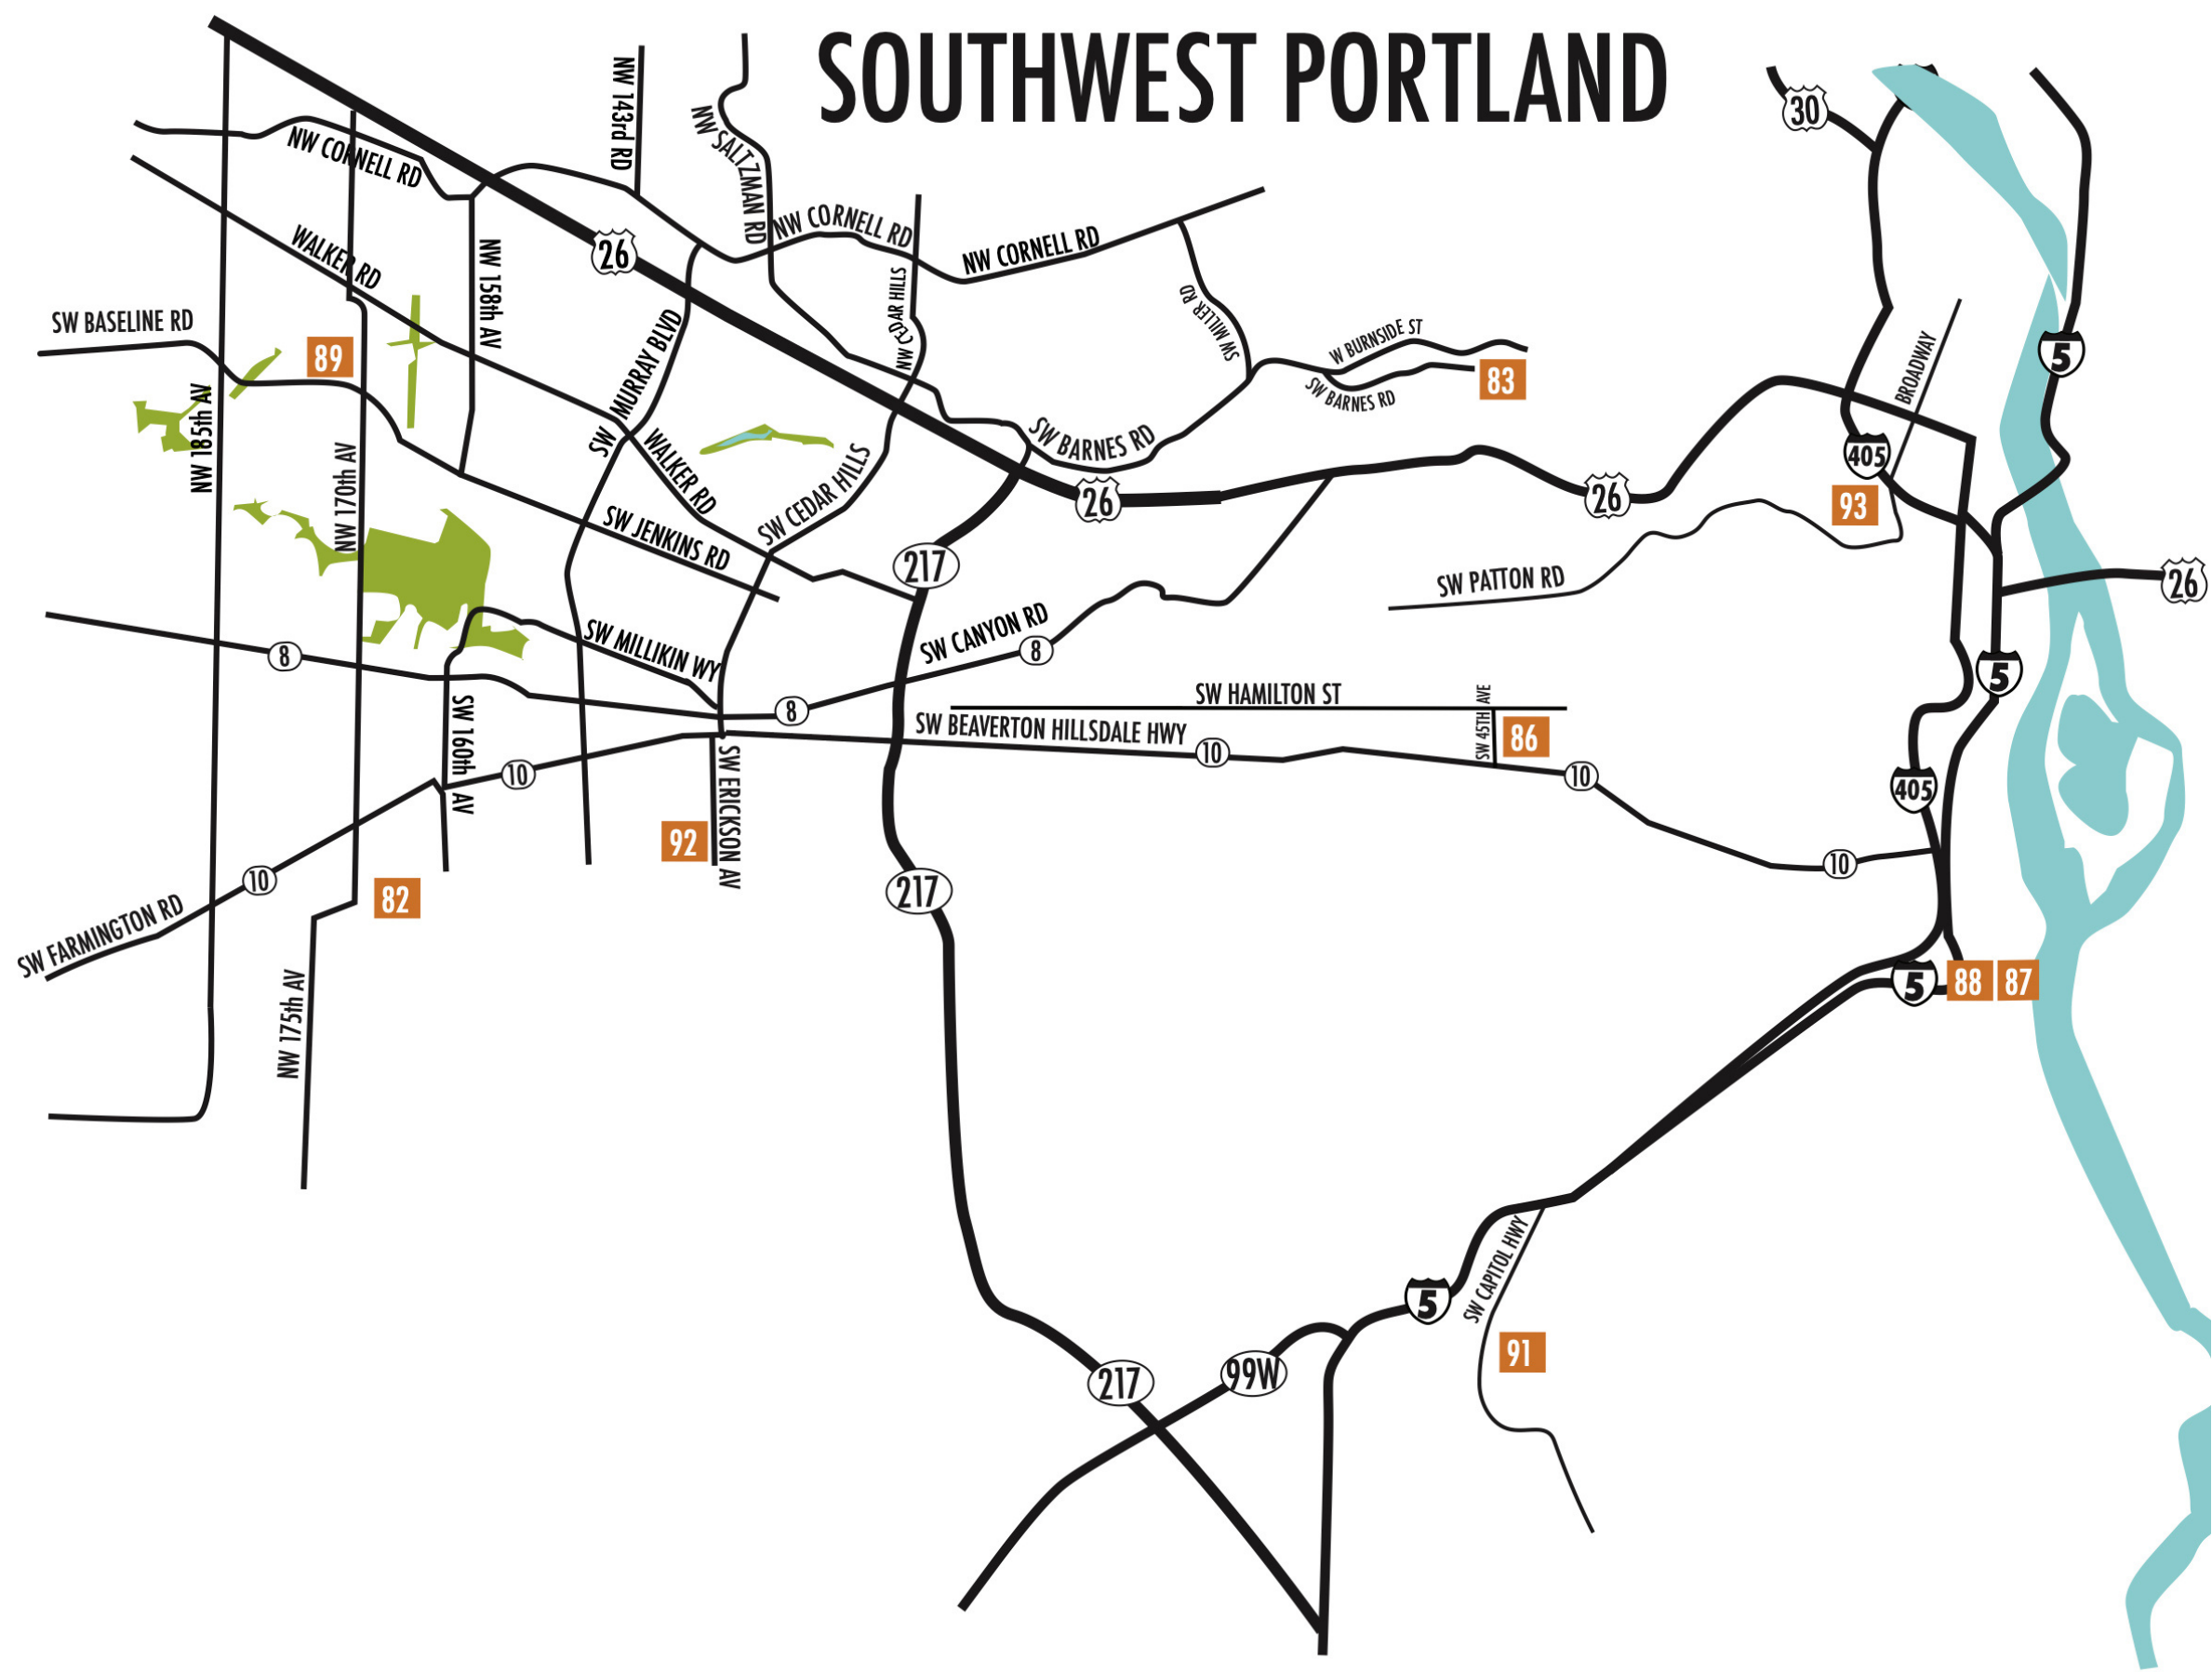 SOUTHWEST PORTLAND
NW 143rd RD
30
NW SALTZMAN RD
NW CORNELL RD
NW CORNELL RD
NW CORNELL RD
26
WALKER RD
NW 158th AV
NW CEDAR HILLS
SW MILLER RD
SW BASELINE RD
89
SW MURRAY BLVD
W BURNSIDE ST
SW BARNES RD
83
BROADWAY
5
NW 185th AV
NW 170th AV
WALKER RD
SW CEDAR HILLS
SW BARNES RD
26
26
405
93
SW JENKINS RD
217
SW PATTON RD
26
8
SW MILLIKIN WY
SW CANYON RD
8
5
SW 160th AV
8
SW HAMILTON ST
SW BEAVERTON HILLSDALE HWY
10
SW 45TH AVE
86
10
10
405
92
SW ERICKSON AV
10
10
82
217
SW FARMINGTON RD
5
88
87
NW 175th AV
5
SW CAPITOL HWY
91
217
99W